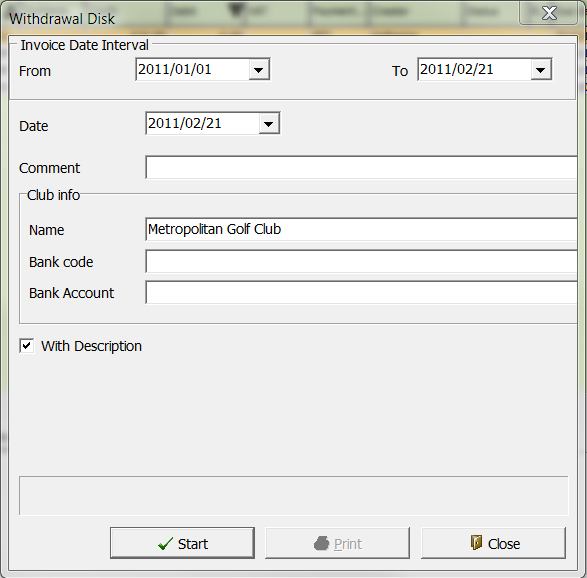 Withdrawal Disk
Invoice Date Interval
From 2011/01/01 To 2011/02/21
Date 2011/02/21
Comment
Club info
Name Metropolitan Golf Club
Bank code
Bank Account
With Description
Start Print Close